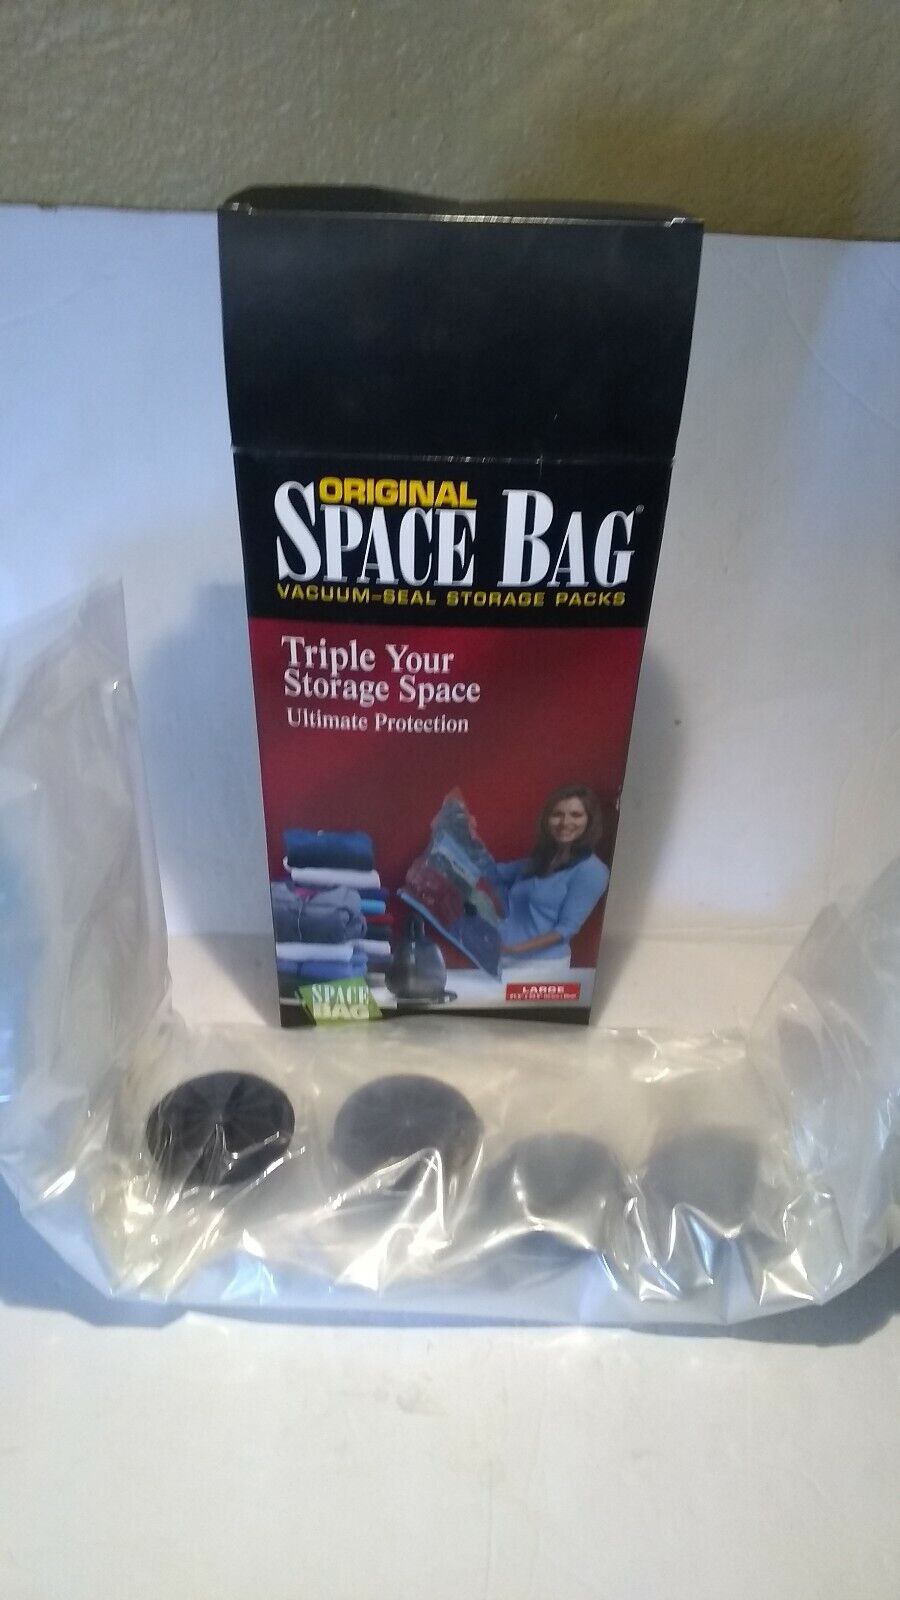 ORIGINAL
SPACE BAG®
VACUUM-SEAL STORAGE PACKS
Triple Your
Storage Space
Ultimate Protection
SPACE
BAG
LARGE